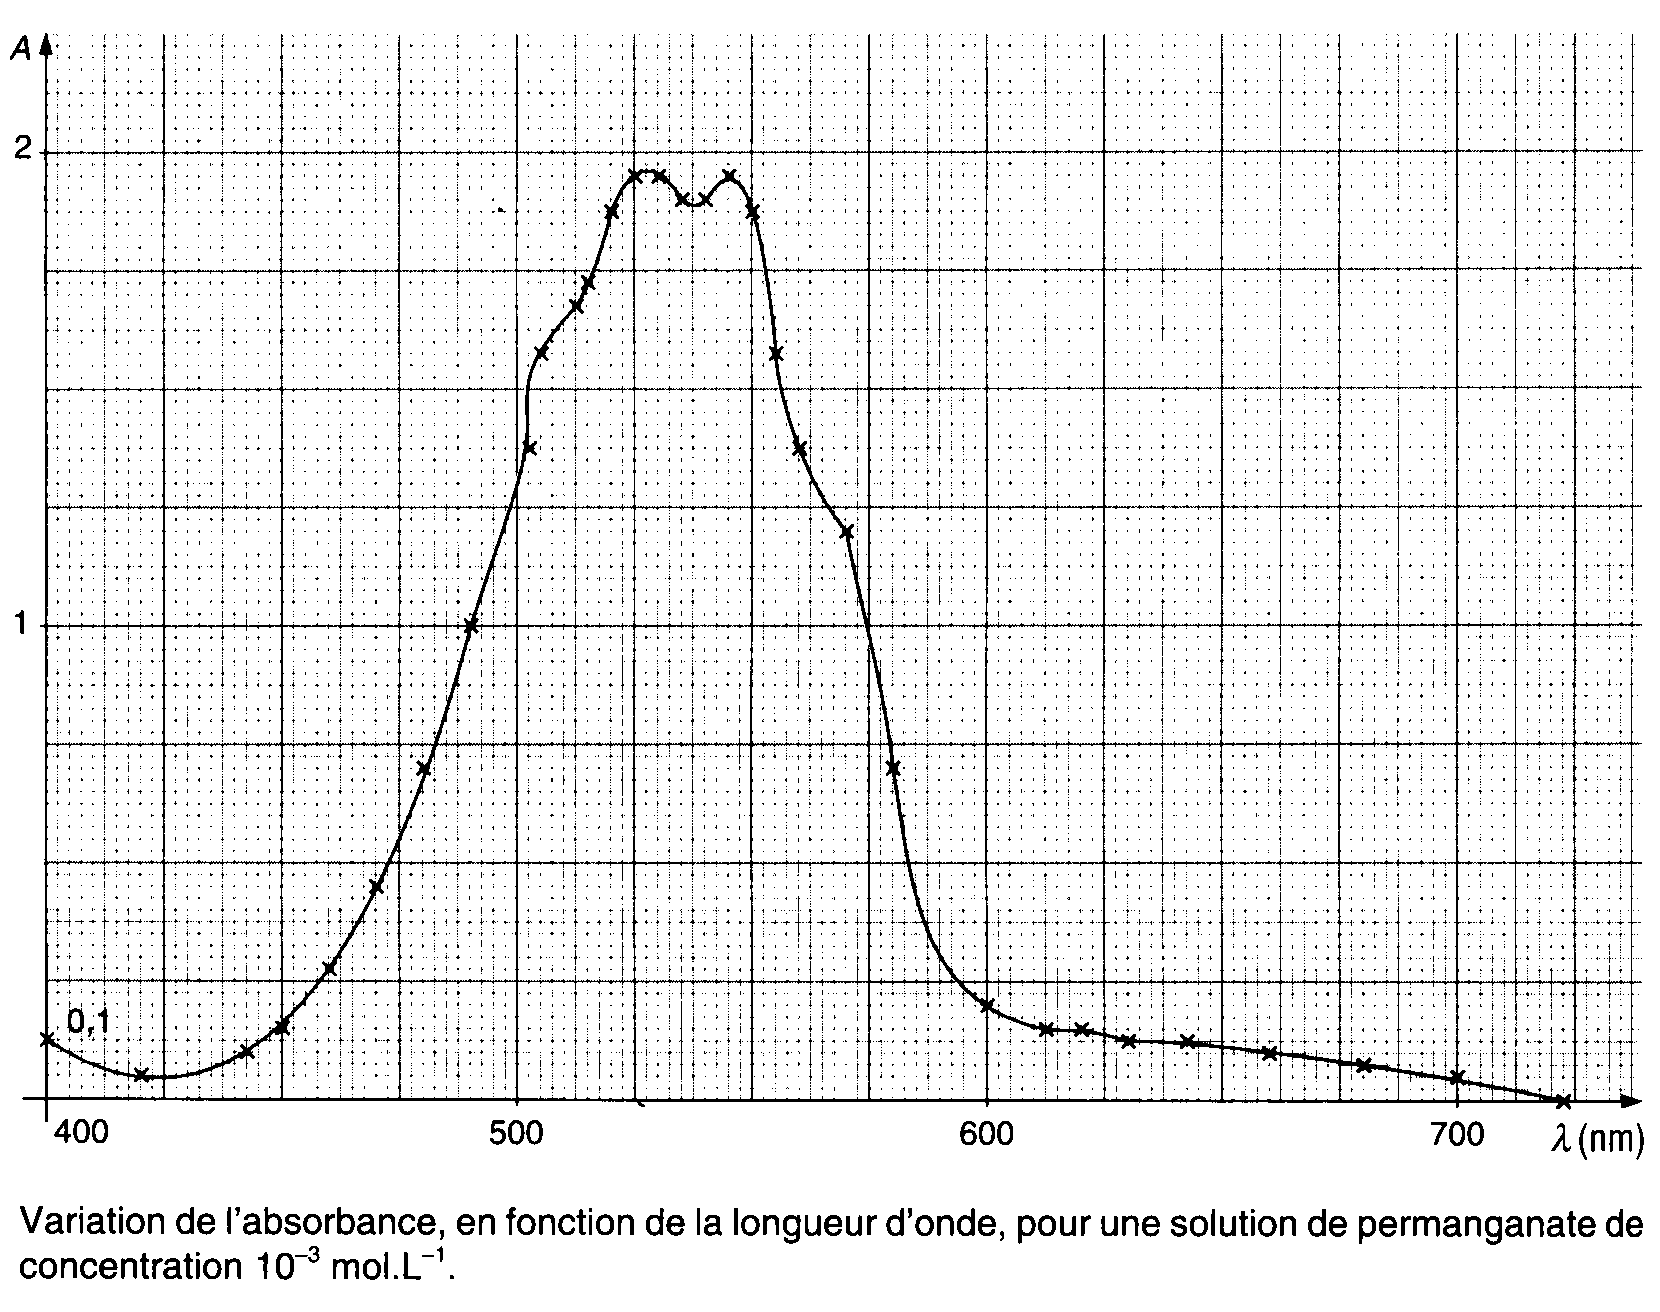 A
2
1
0,1
400 500 600 700 λ (nm)
Variation de l'absorbance, en fonction de la longueur d'onde, pour une solution de permanganate de
concentration 10⁻³ mol.L⁻¹.